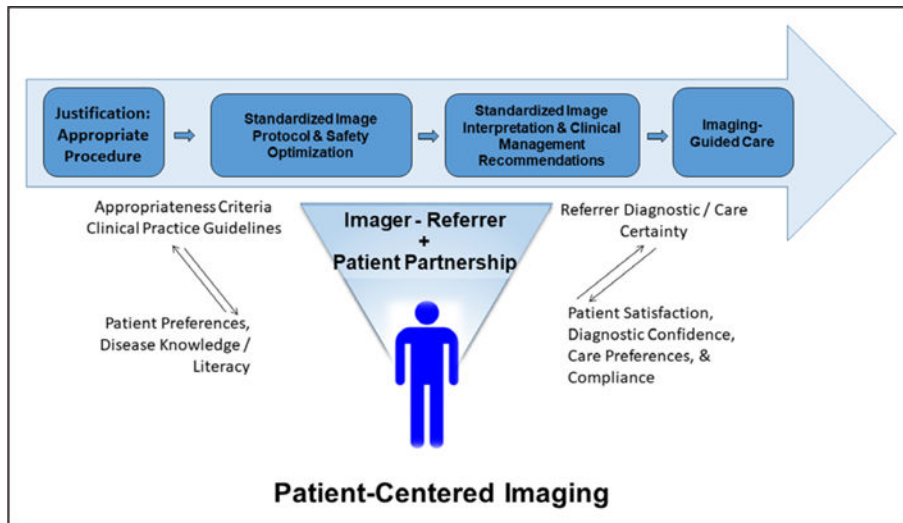 Justification:
Appropriate
Procedure
Standardized Image
Protocol & Safety
Optimization
Standardized Image
Interpretation & Clinical
Management
Recommendations
Imaging-
Guided Care
Appropriateness Criteria
Clinical Practice Guidelines
Patient Preferences,
Disease Knowledge /
Literacy
Imager - Referrer
+
Patient Partnership
Referrer Diagnostic / Care
Certainty
Patient Satisfaction,
Diagnostic Confidence,
Care Preferences, &
Compliance
Patient-Centered Imaging